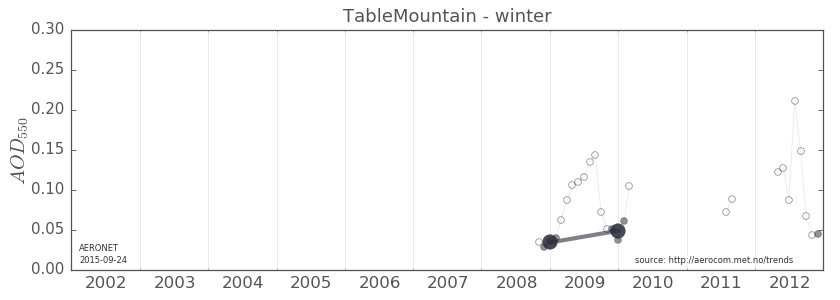 TableMountain - winter
0.30
0.25
0.20
0.15
0.10
0.05
0.00
AOD550
AERONET
2015-09-24
source: http://aerocom.met.no/trends
2002 2003 2004 2005 2006 2007 2008 2009 2010 2011 2012